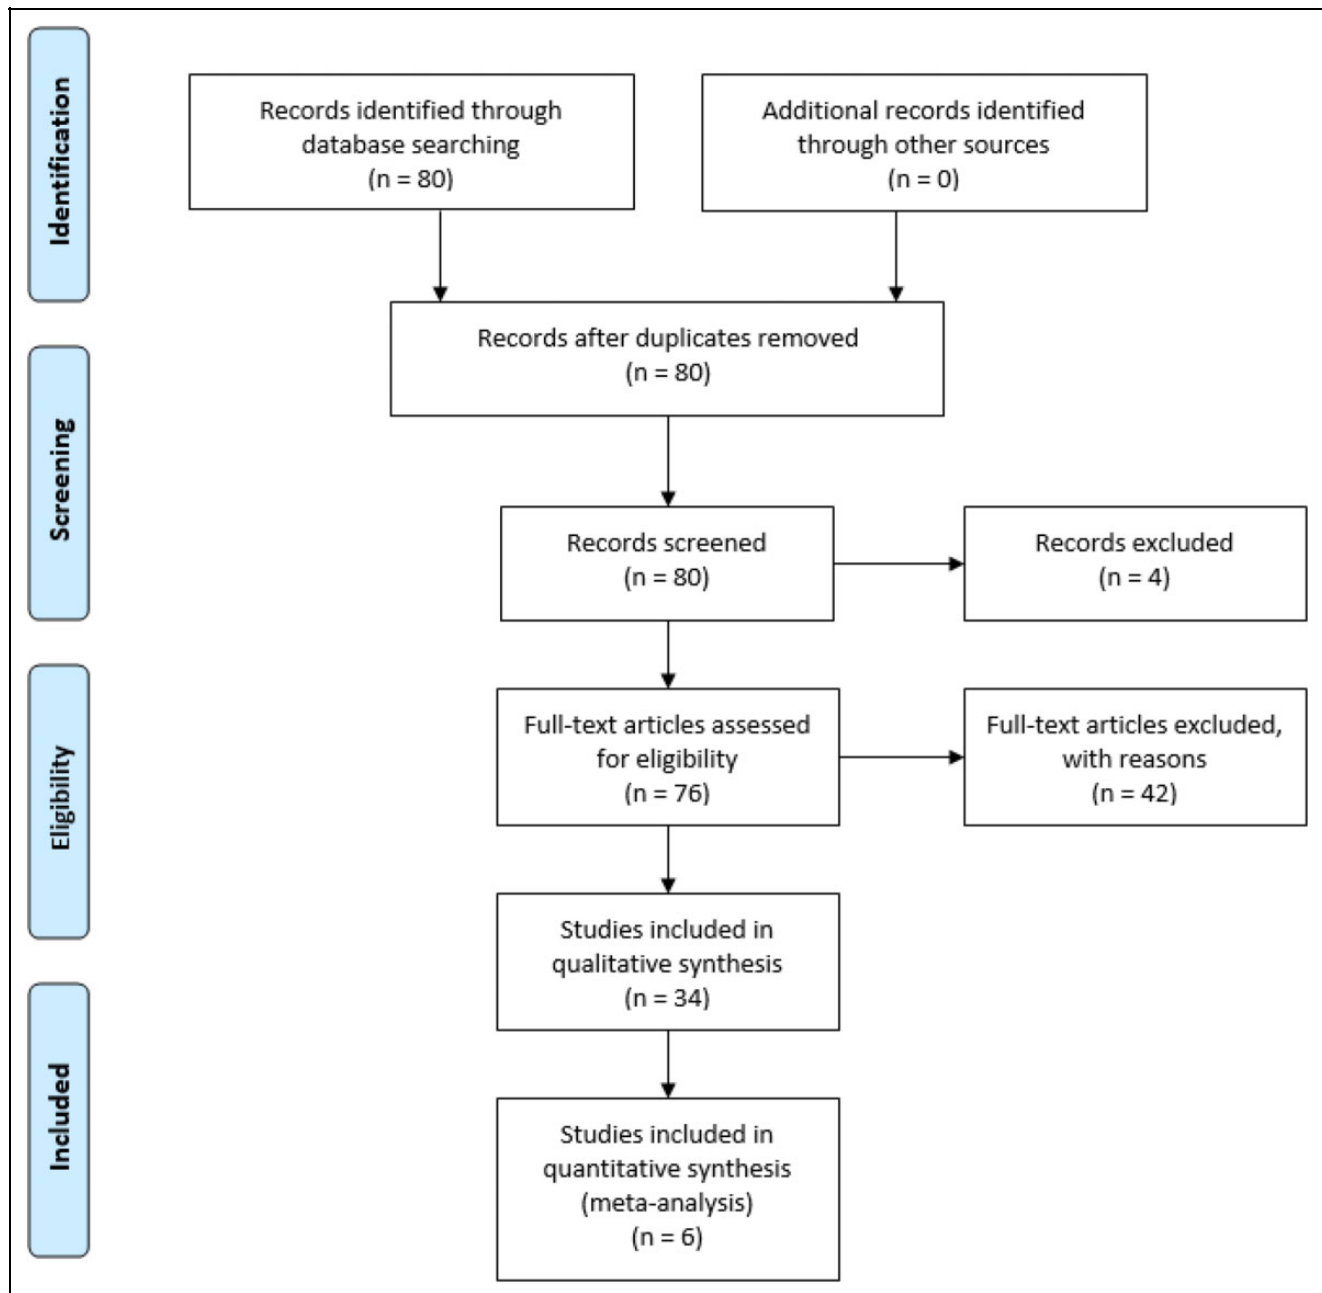 Identification
Records identified through
database searching
(n = 80)
Additional records identified
through other sources
(n = 0)
Records after duplicates removed
(n = 80)
Screening
Records screened
(n = 80)
Records excluded
(n = 4)
Eligibility
Full-text articles assessed
for eligibility
(n = 76)
Full-text articles excluded,
with reasons
(n = 42)
Studies included in
qualitative synthesis
(n = 34)
Included
Studies included in
quantitative synthesis
(meta-analysis)
(n = 6)